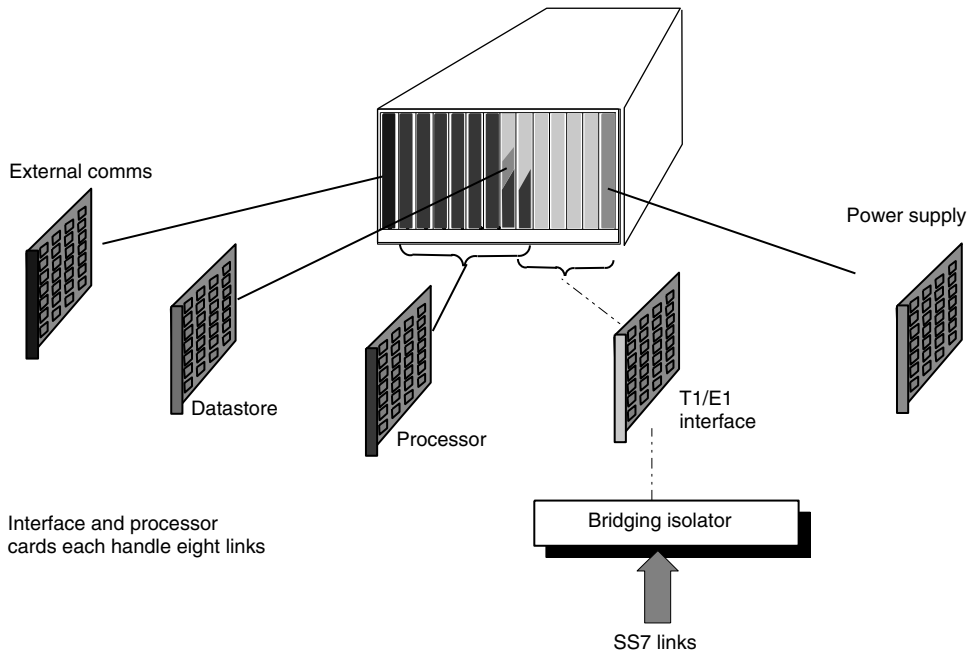 External comms
Power supply
Datastore
Processor
T1/E1
interface
Interface and processor
cards each handle eight links
Bridging isolator
SS7 links